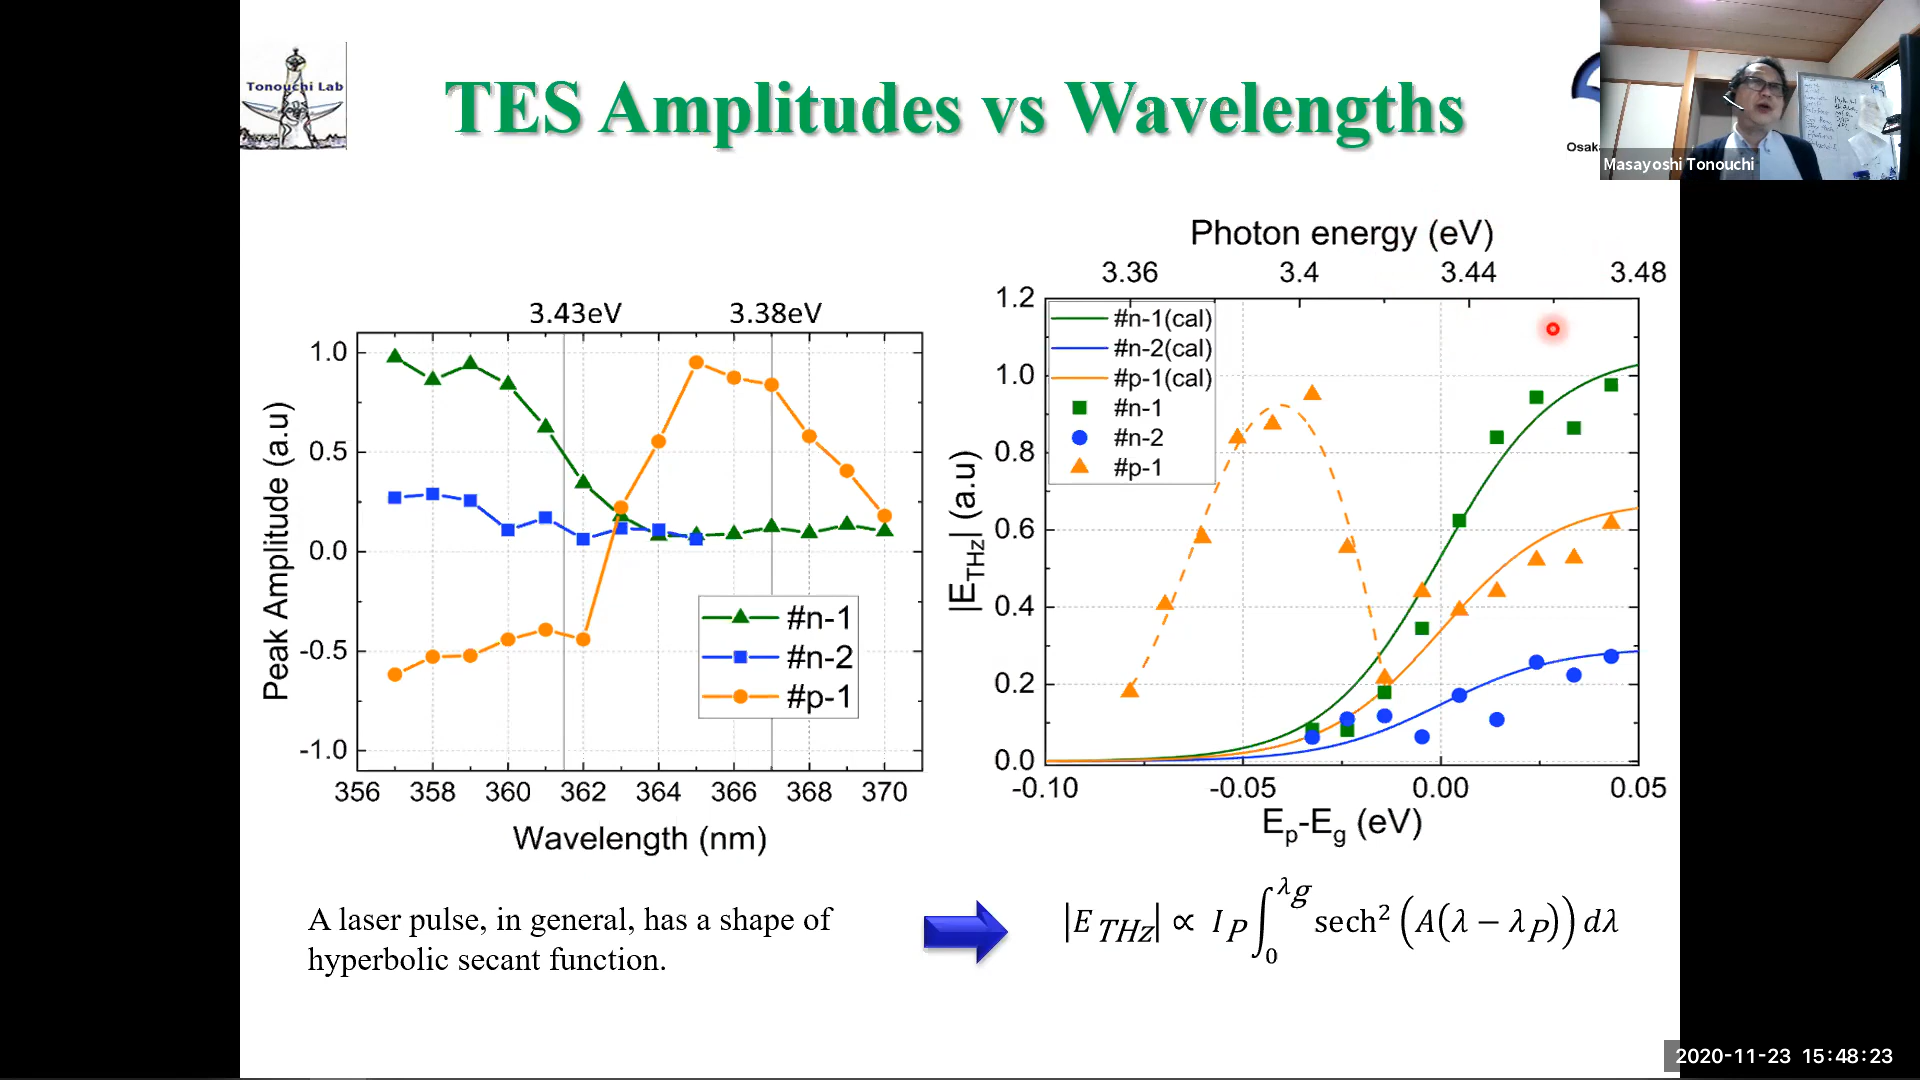 Tonouchi Lab
TES Amplitudes vs Wavelengths
Masayoshi Tonouchi
3.43eV 3.38eV
1.0
0.5
0.0
-0.5
-1.0
Peak Amplitude (a.u)
#n-1
#n-2
#p-1
356 358 360 362 364 366 368 370
Wavelength (nm)
Photon energy (eV)
3.36 3.4 3.44 3.48
1.2
1.0
0.8
0.6
0.4
0.2
0.0
|E_THz| (a.u)
#n-1(cal)
#n-2(cal)
#p-1(cal)
#n-1
#n-2
#p-1
-0.10 -0.05 0.00 0.05
E_p-E_g (eV)
A laser pulse, in general, has a shape of
hyperbolic secant function.
|E_THz| ∝ I_P ∫_0^λg sech² (A(λ − λ_P)) dλ
2020-11-23 15:48:23